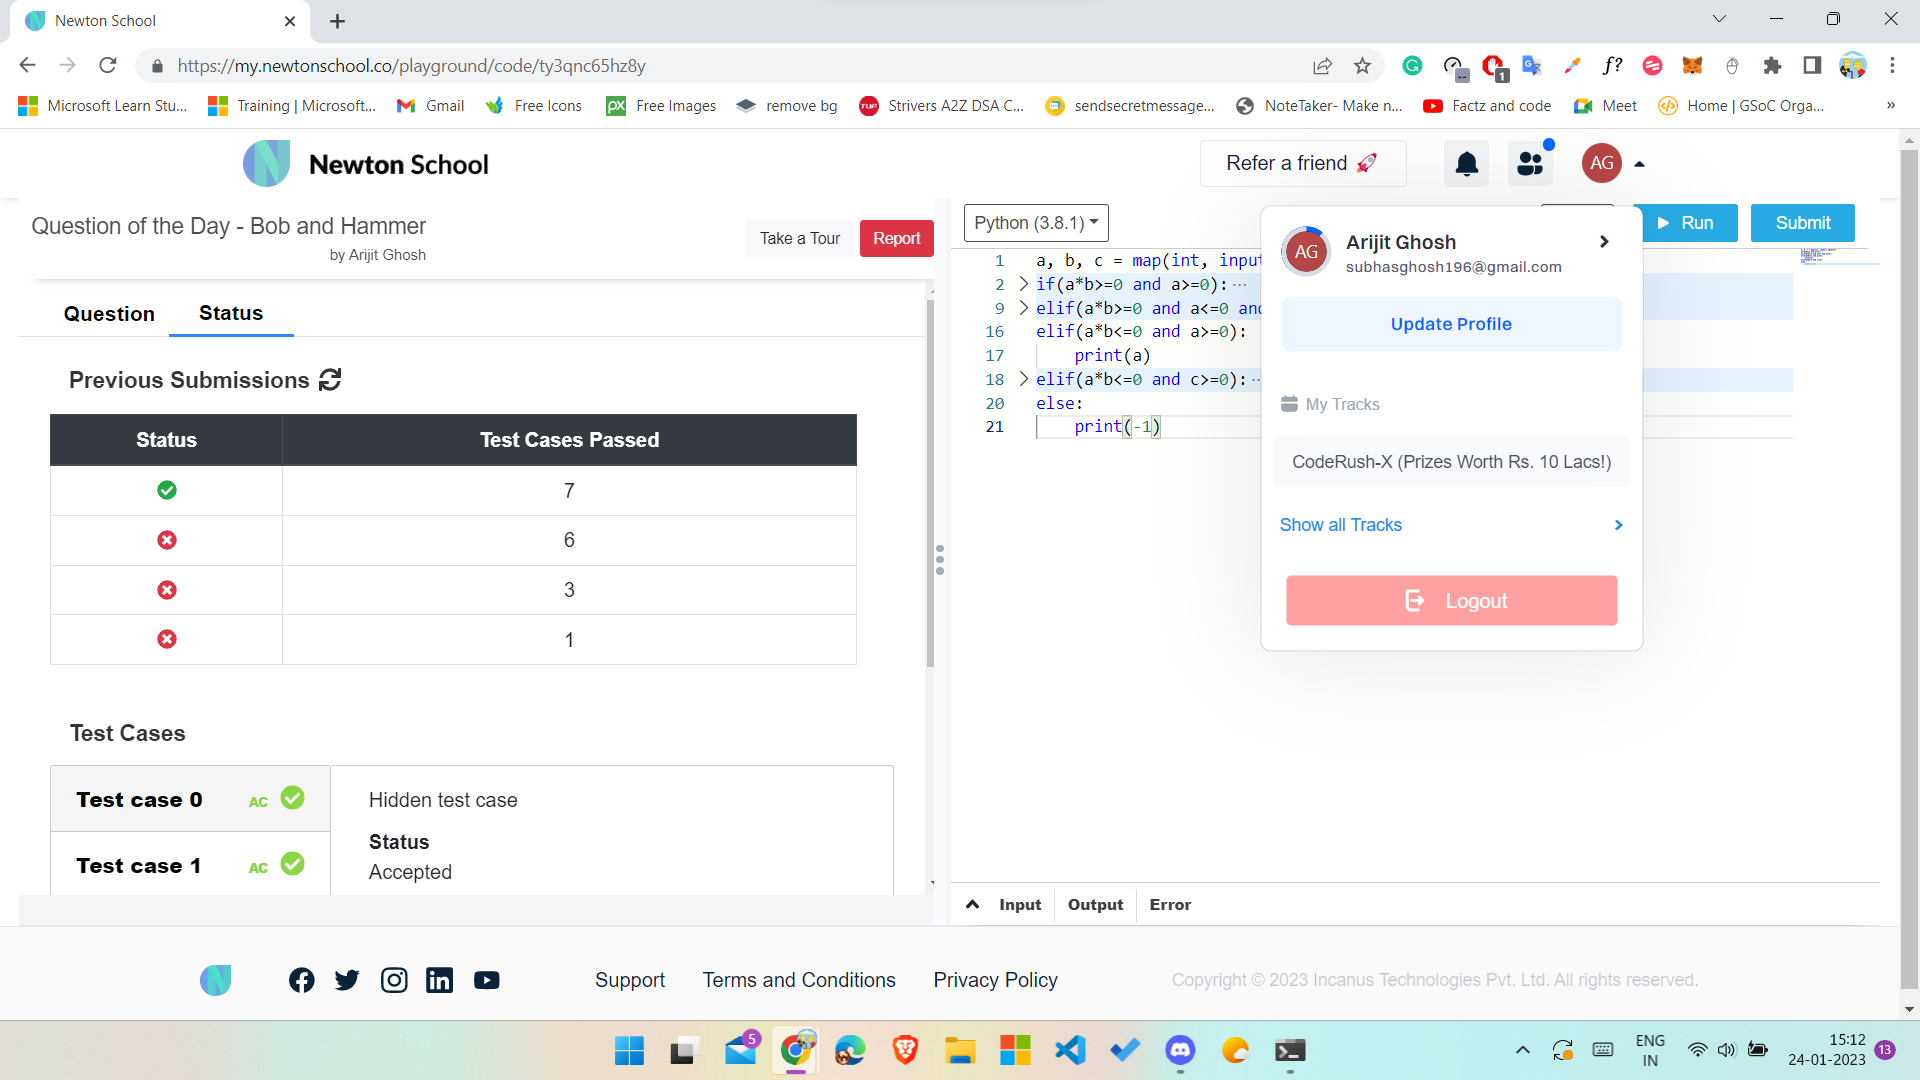 Newton School
https://my.newtonschool.co/playground/code/ty3qnc65hz8y
1
f?
Microsoft Learn Stu...
Training | Microsoft...
Gmail
Free Icons
px
Free Images
remove bg
TUF
Strivers A2Z DSA C...
sendsecretmessage...
NoteTaker- Make n...
Factz and code
Meet
Home | GSoC Orga...
»
Newton School
Refer a friend 🚀
AG
Question of the Day - Bob and Hammer
by Arijit Ghosh
Take a Tour
Report
Python (3.8.1)
Run
Submit
Question
Status
Previous Submissions
Status
Test Cases Passed
7
6
3
1
Test Cases
Test case 0
AC
Test case 1
AC
Hidden test case
Status
Accepted
1 a, b, c = map(int, input
2 if(a*b>=0 and a>=0): ...
9 elif(a*b>=0 and a<=0 and
16 elif(a*b<=0 and a>=0):
17 print(a)
18 elif(a*b<=0 and c>=0): ..
20 else:
21 print(-1)
AG
Arijit Ghosh
subhasghosh196@gmail.com
Update Profile
My Tracks
CodeRush-X (Prizes Worth Rs. 10 Lacs!)
Show all Tracks
Logout
Input
Output
Error
Support
Terms and Conditions
Privacy Policy
Copyright © 2023 Incanus Technologies Pvt. Ltd. All rights reserved.
5
ENG
IN
15:12
24-01-2023
13